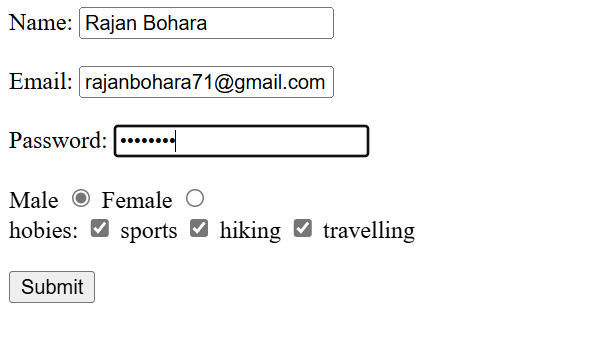 Name: Rajan Bohara
Email: rajanbohara71@gmail.com
Password: ••••••••
Male Female
hobies: sports hiking travelling
Submit